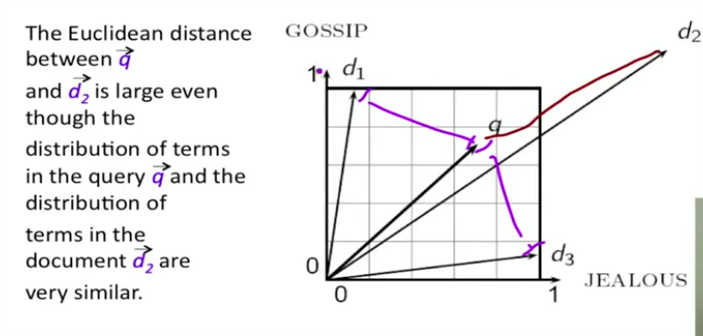 The Euclidean distance
between q
and d2 is large even
though the
distribution of terms
in the query q and the
distribution of
terms in the
document d2 are
very similar.
GOSSIP
d2
1
d1
q
0
d3
JEALOUS
0
1